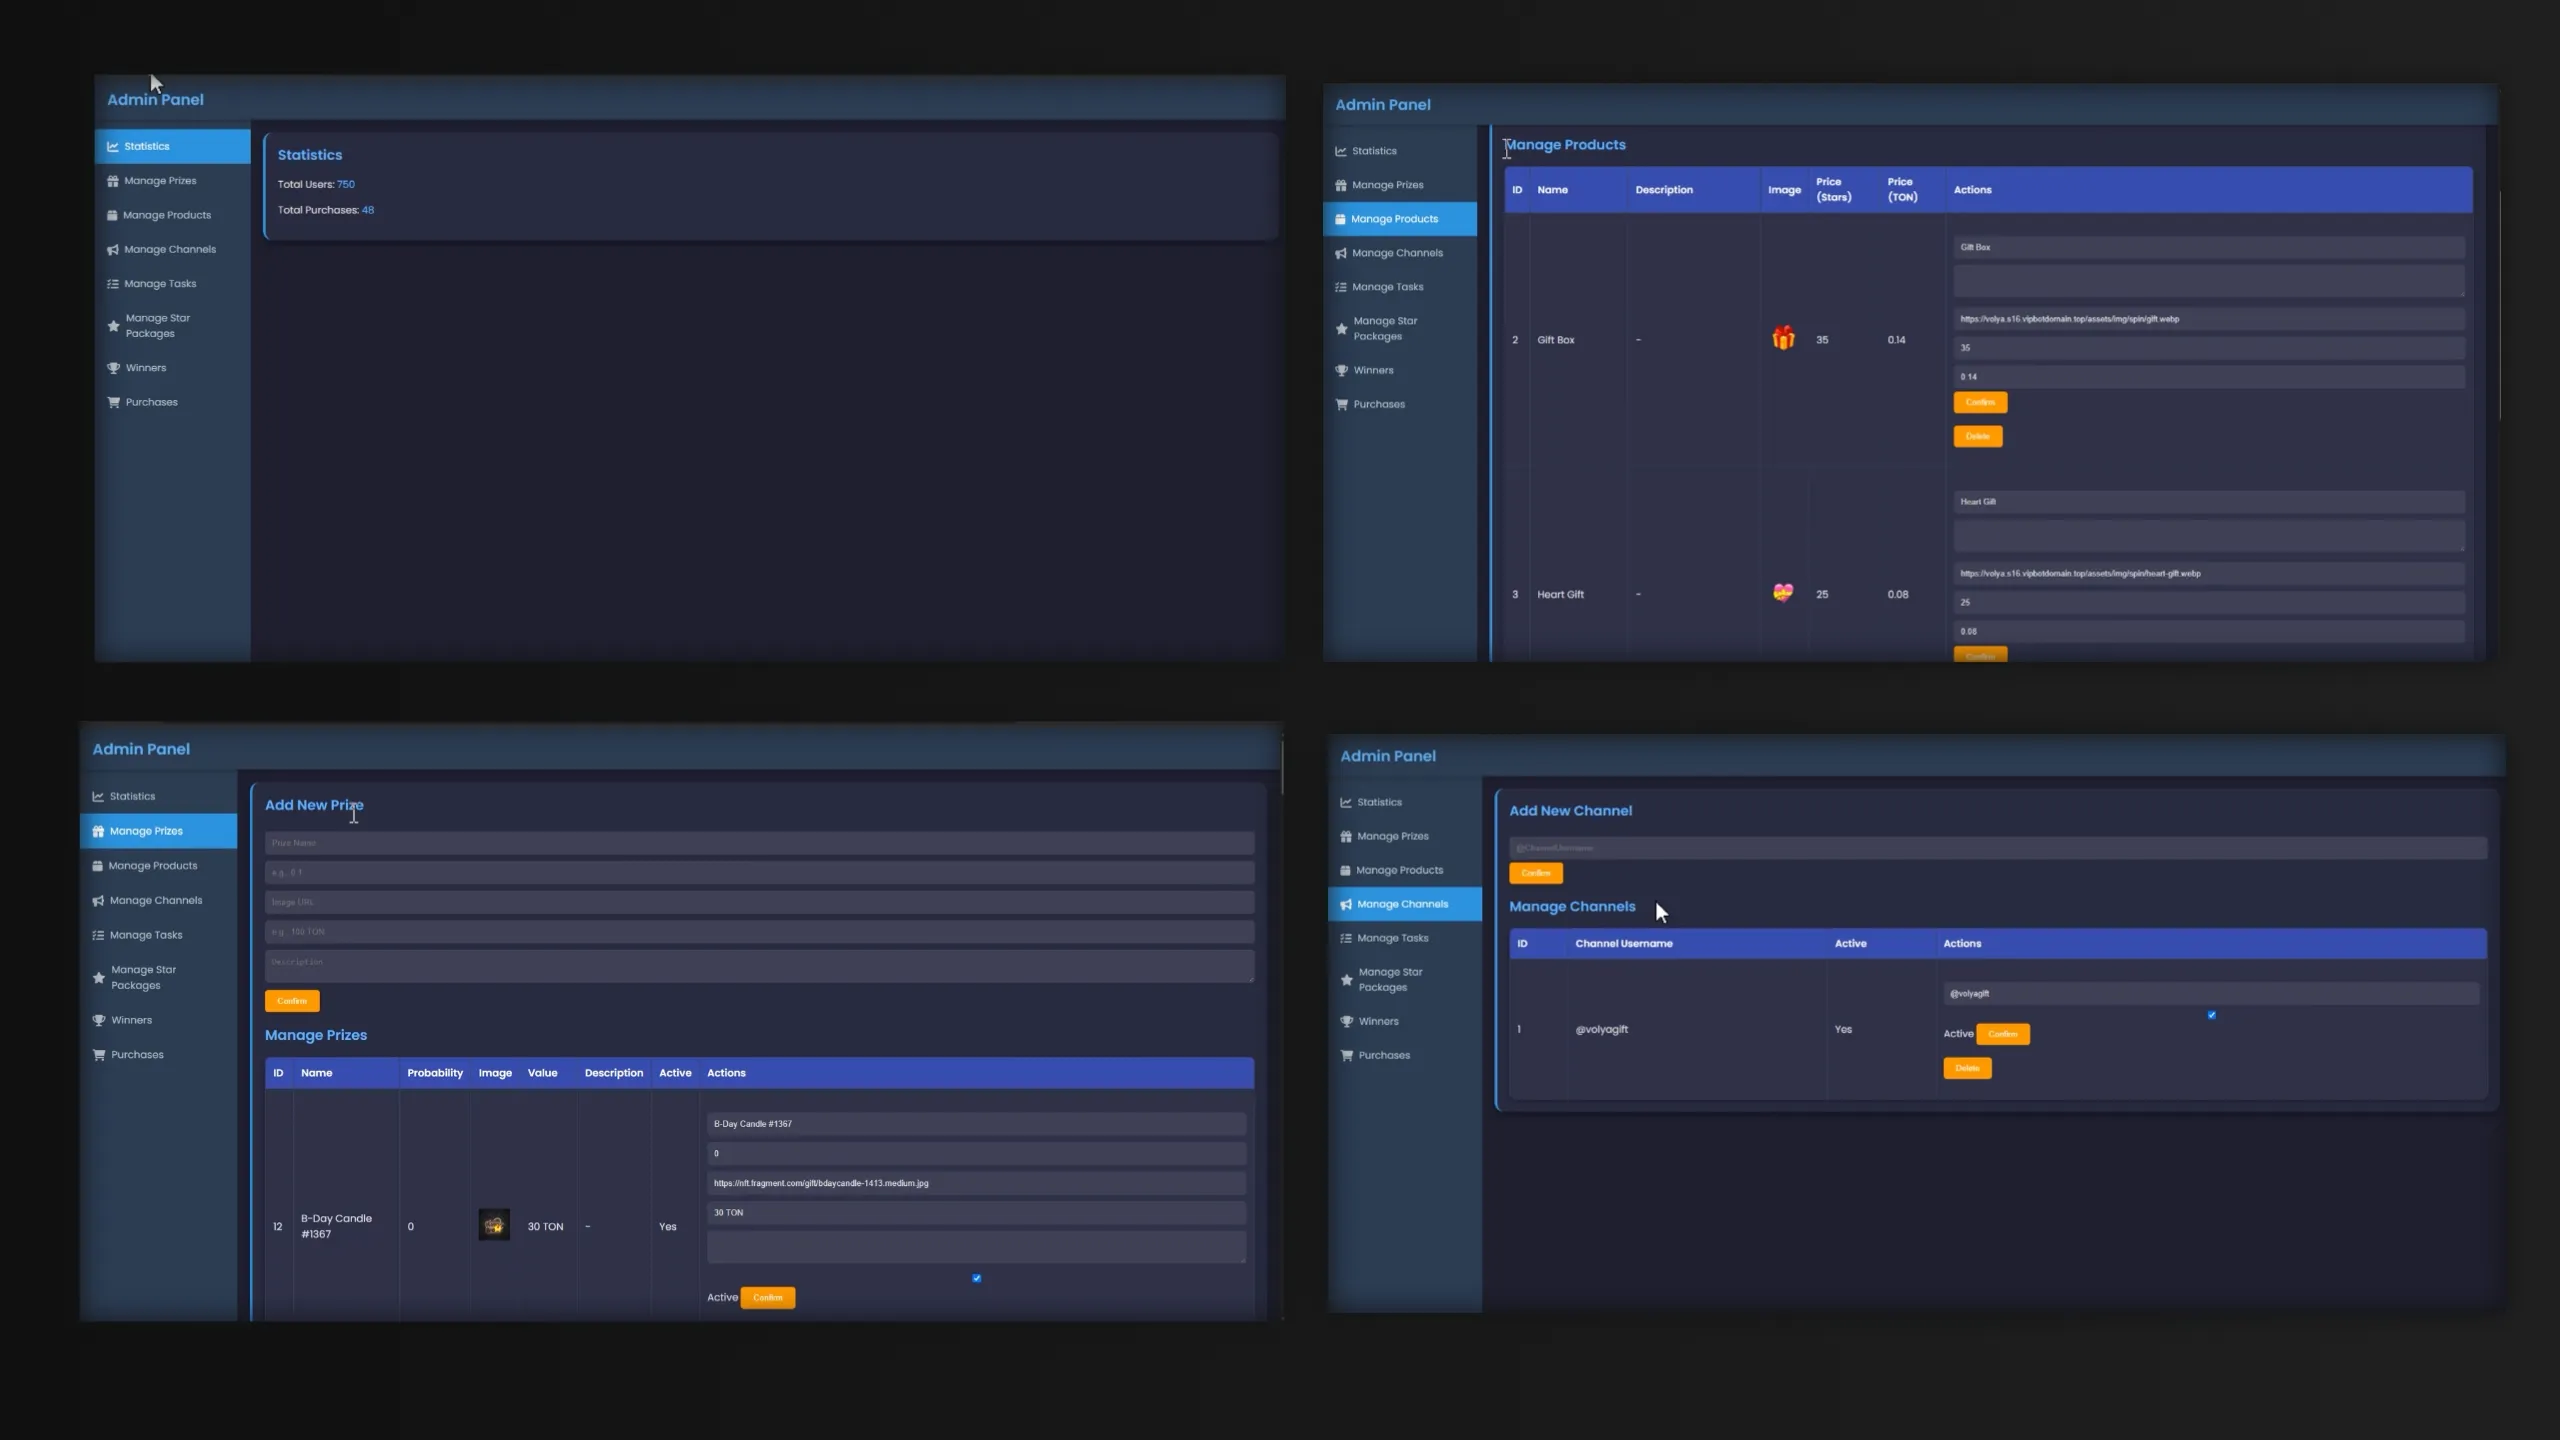 Admin Panel
Statistics
Manage Prizes
Manage Products
Manage Channels
Manage Tasks
Manage Star
Packages
Winners
Purchases
Statistics
Total Users: 750
Total Purchases: 48
Admin Panel
Statistics
Manage Prizes
Manage Products
Manage Channels
Manage Tasks
Manage Star
Packages
Winners
Purchases
Manage Products
ID Name Description Image Price (Stars) Price (TON) Actions
2 Gift Box - 35 0.14
Gift Box
https://volya.s16.vipbotdomain.top/assets/img/spin/gift.webp
35
0.14
Confirm
Delete
3 Heart Gift - 25 0.08
Heart Gift
https://volya.s16.vipbotdomain.top/assets/img/spin/heart-gift.webp
25
0.08
Confirm
Admin Panel
Statistics
Manage Prizes
Manage Products
Manage Channels
Manage Tasks
Manage Star
Packages
Winners
Purchases
Add New Prize
Prize Name
e.g., 0.1
Image URL
e.g., 100 TON
Description
Confirm
Manage Prizes
ID Name Probability Image Value Description Active Actions
12 B-Day Candle #1367 0 30 TON - Yes
B-Day Candle #1367
0
https://nft.fragment.com/gift/bdaycandle-1413.medium.jpg
30 TON
Active Confirm
Admin Panel
Statistics
Manage Prizes
Manage Products
Manage Channels
Manage Tasks
Manage Star
Packages
Winners
Purchases
Add New Channel
@ChannelUsername
Confirm
Manage Channels
ID Channel Username Active Actions
1 @volyagift Yes
@volyagift
Active Confirm
Delete